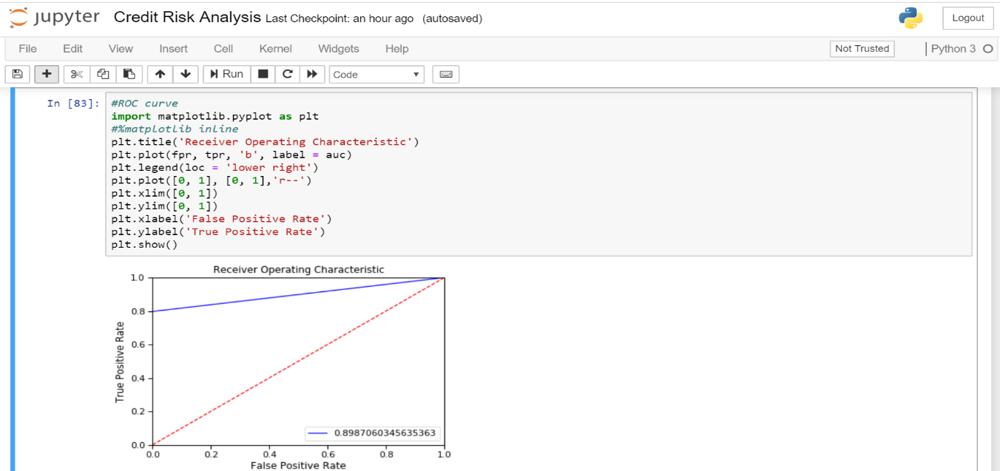 jupyter Credit Risk Analysis Last Checkpoint: an hour ago (autosaved) Logout
File Edit View Insert Cell Kernel Widgets Help Not Trusted Python 3
Run Code
In [83]: #ROC curve
import matplotlib.pyplot as plt
#%matplotlib inline
plt.title('Receiver Operating Characteristic')
plt.plot(fpr, tpr, 'b', label = auc)
plt.legend(loc = 'lower right')
plt.plot([0, 1], [0, 1],'r--')
plt.xlim([0, 1])
plt.ylim([0, 1])
plt.xlabel('False Positive Rate')
plt.ylabel('True Positive Rate')
plt.show()
Receiver Operating Characteristic
True Positive Rate
1.0
0.8
0.6
0.4
0.2
0.0
0.8987060345635363
0.0 0.2 0.4 0.6 0.8 1.0
False Positive Rate